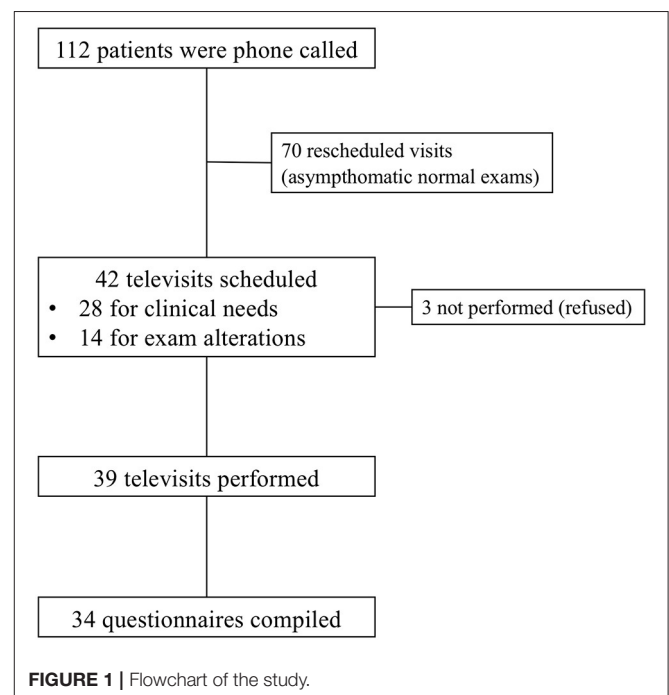 112 patients were phone called
70 rescheduled visits
(asympthomatic normal exams)
42 televisits scheduled
• 28 for clinical needs
• 14 for exam alterations
3 not performed (refused)
39 televisits performed
34 questionnaires compiled
FIGURE 1 | Flowchart of the study.